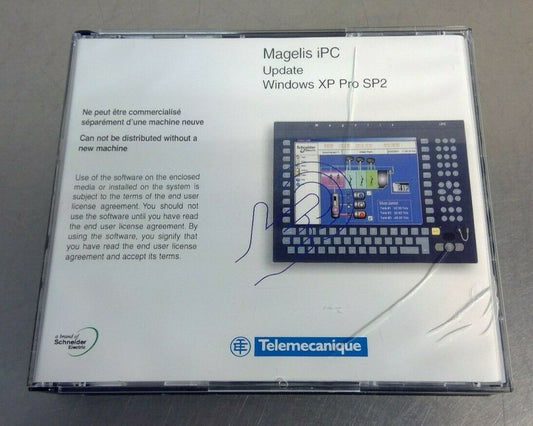 Magelis iPC
Update
Windows XP Pro SP2
Ne peut être commercialisé
séparément d'une machine neuve
Can not be distributed without a
new machine
Use of the software on the enclosed
media or installed on the system is
subject to the terms of the end user
license agreement. You should not
use the software until you have read
the end user license agreement. By
using the software, you signify that
you have read the end user license
agreement and accept its terms.
Schneider
a brand of
Schneider
Electric
Telemecanique